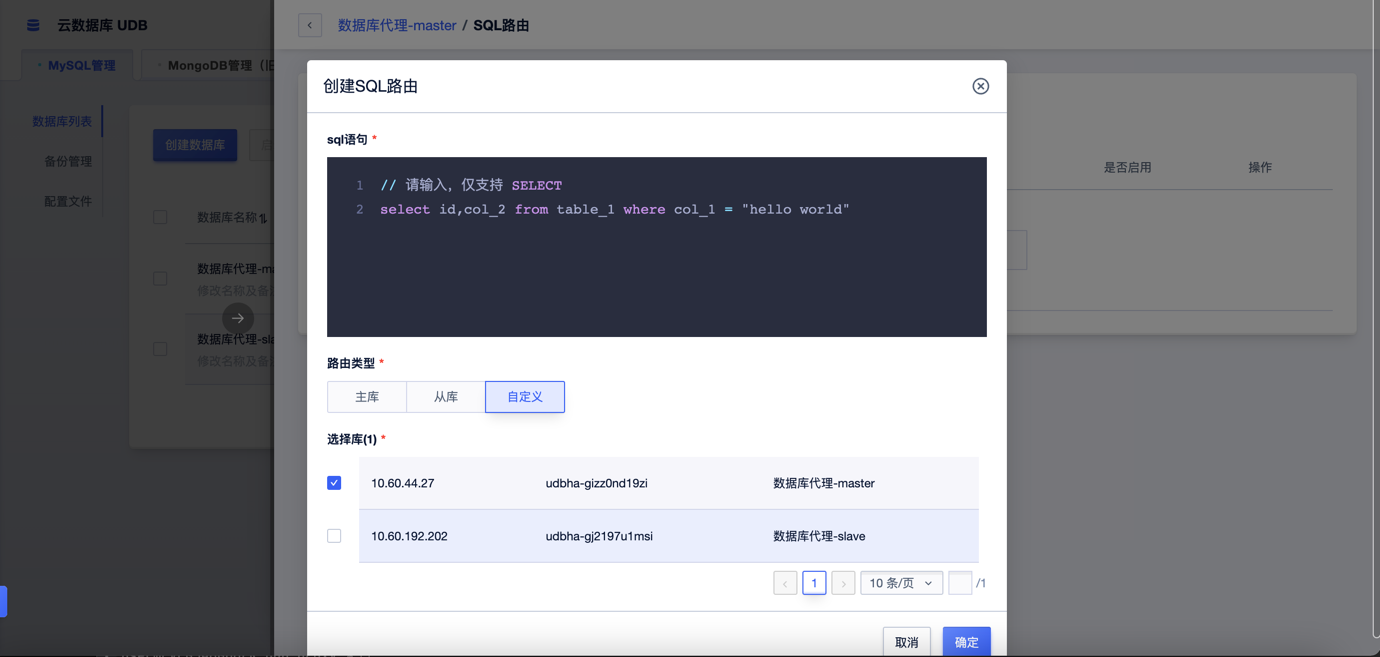 云数据库 UDB
数据库代理-master / SQL路由
MySQL管理
MongoDB管理（旧
数据库列表
备份管理
配置文件
创建数据库
数据库名称
数据库代理-ma
修改名称及备
数据库代理-sla
修改名称及备
是否启用
操作
创建SQL路由
sql语句 *
1 // 请输入，仅支持 SELECT
2 select id,col_2 from table_1 where col_1 = "hello world"
路由类型 *
主库
从库
自定义
选择库(1) *
10.60.44.27 udbha-gizz0nd19zi 数据库代理-master
10.60.192.202 udbha-gj2197u1msi 数据库代理-slave
1 10 条/页 /1
取消
确定